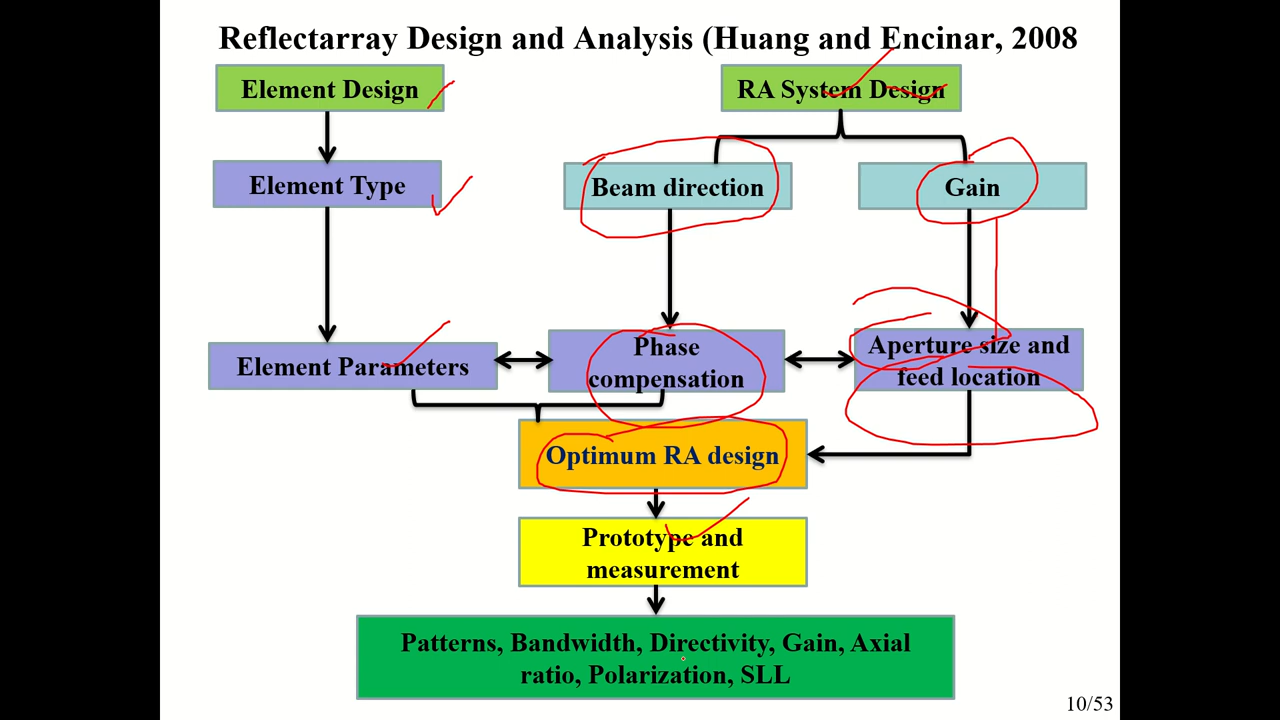 Reflectarray Design and Analysis (Huang and Encinar, 2008
Element Design
RA System Design
Element Type
Beam direction
Gain
Element Parameters
Phase
compensation
Aperture size and
feed location
Optimum RA design
Prototype and
measurement
Patterns, Bandwidth, Directivity, Gain, Axial
ratio, Polarization, SLL
10/53